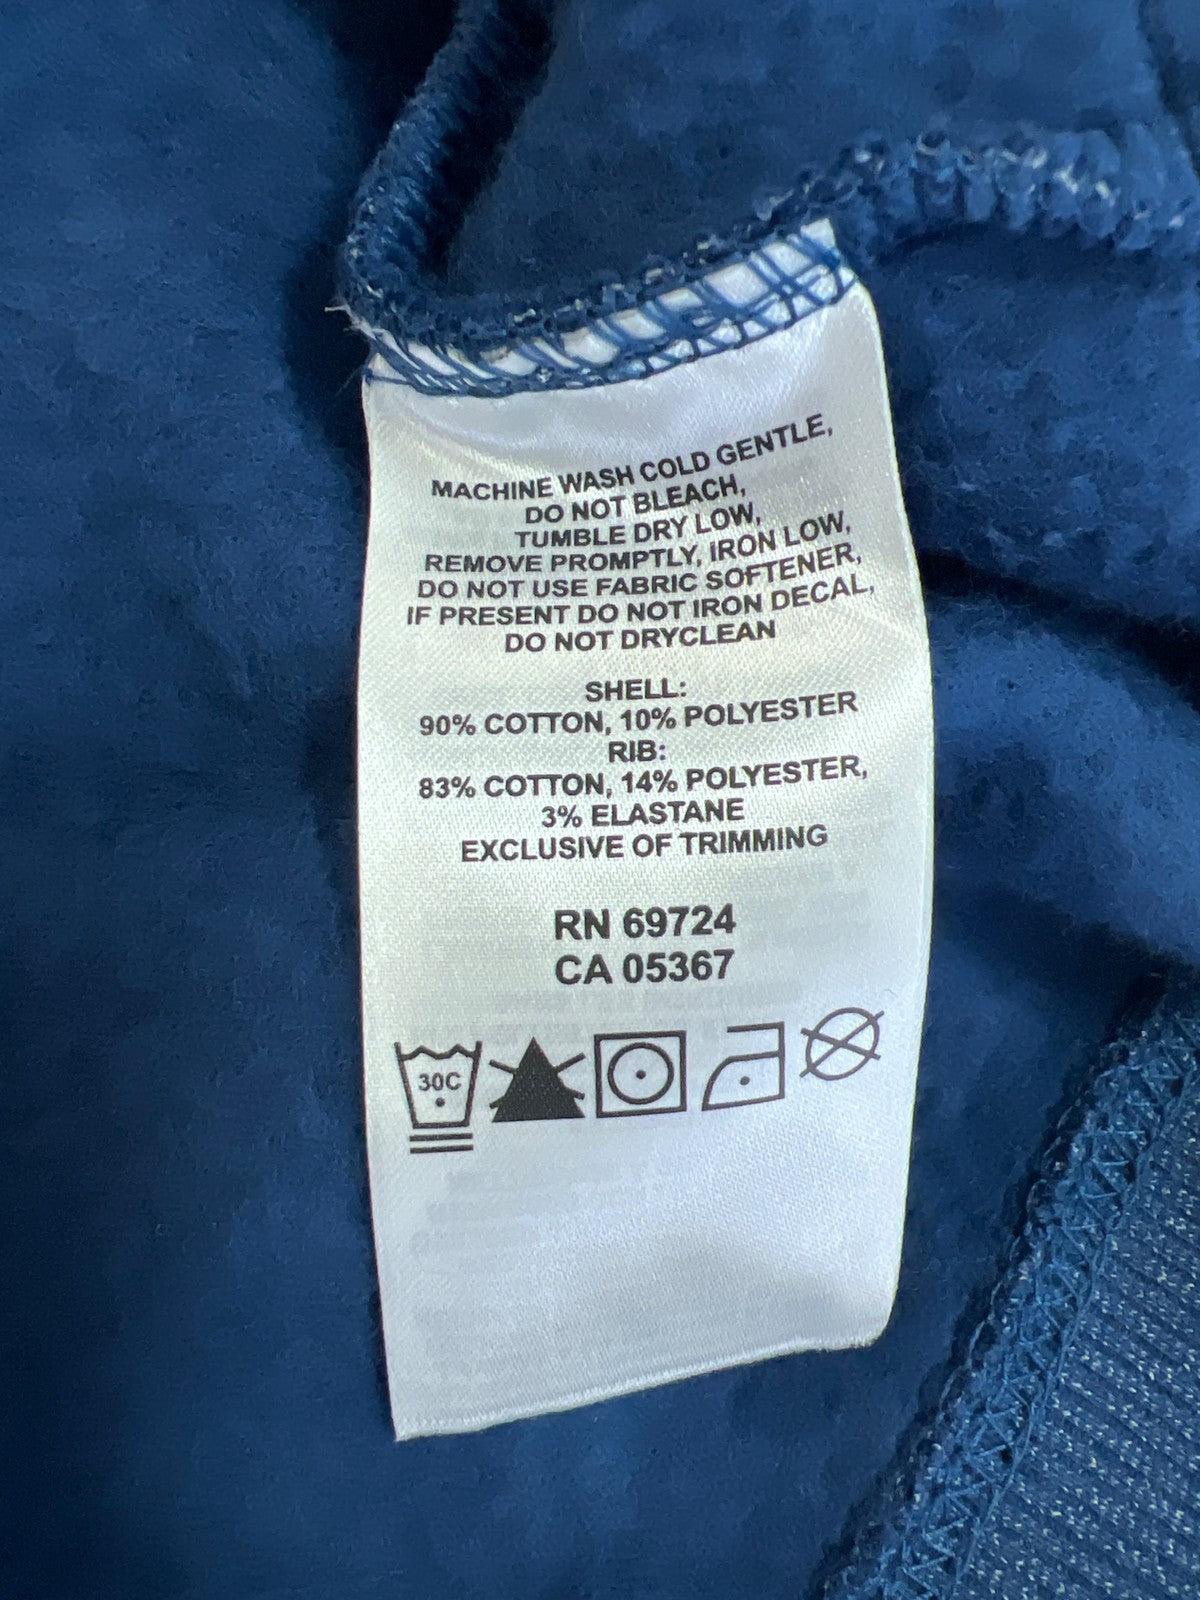 MACHINE WASH COLD GENTLE,
DO NOT BLEACH,
TUMBLE DRY LOW,
REMOVE PROMPTLY, IRON LOW,
DO NOT USE FABRIC SOFTENER,
IF PRESENT DO NOT IRON DECAL,
DO NOT DRYCLEAN
SHELL:
90% COTTON, 10% POLYESTER
RIB:
83% COTTON, 14% POLYESTER,
3% ELASTANE
EXCLUSIVE OF TRIMMING
RN 69724
CA 05367
30C